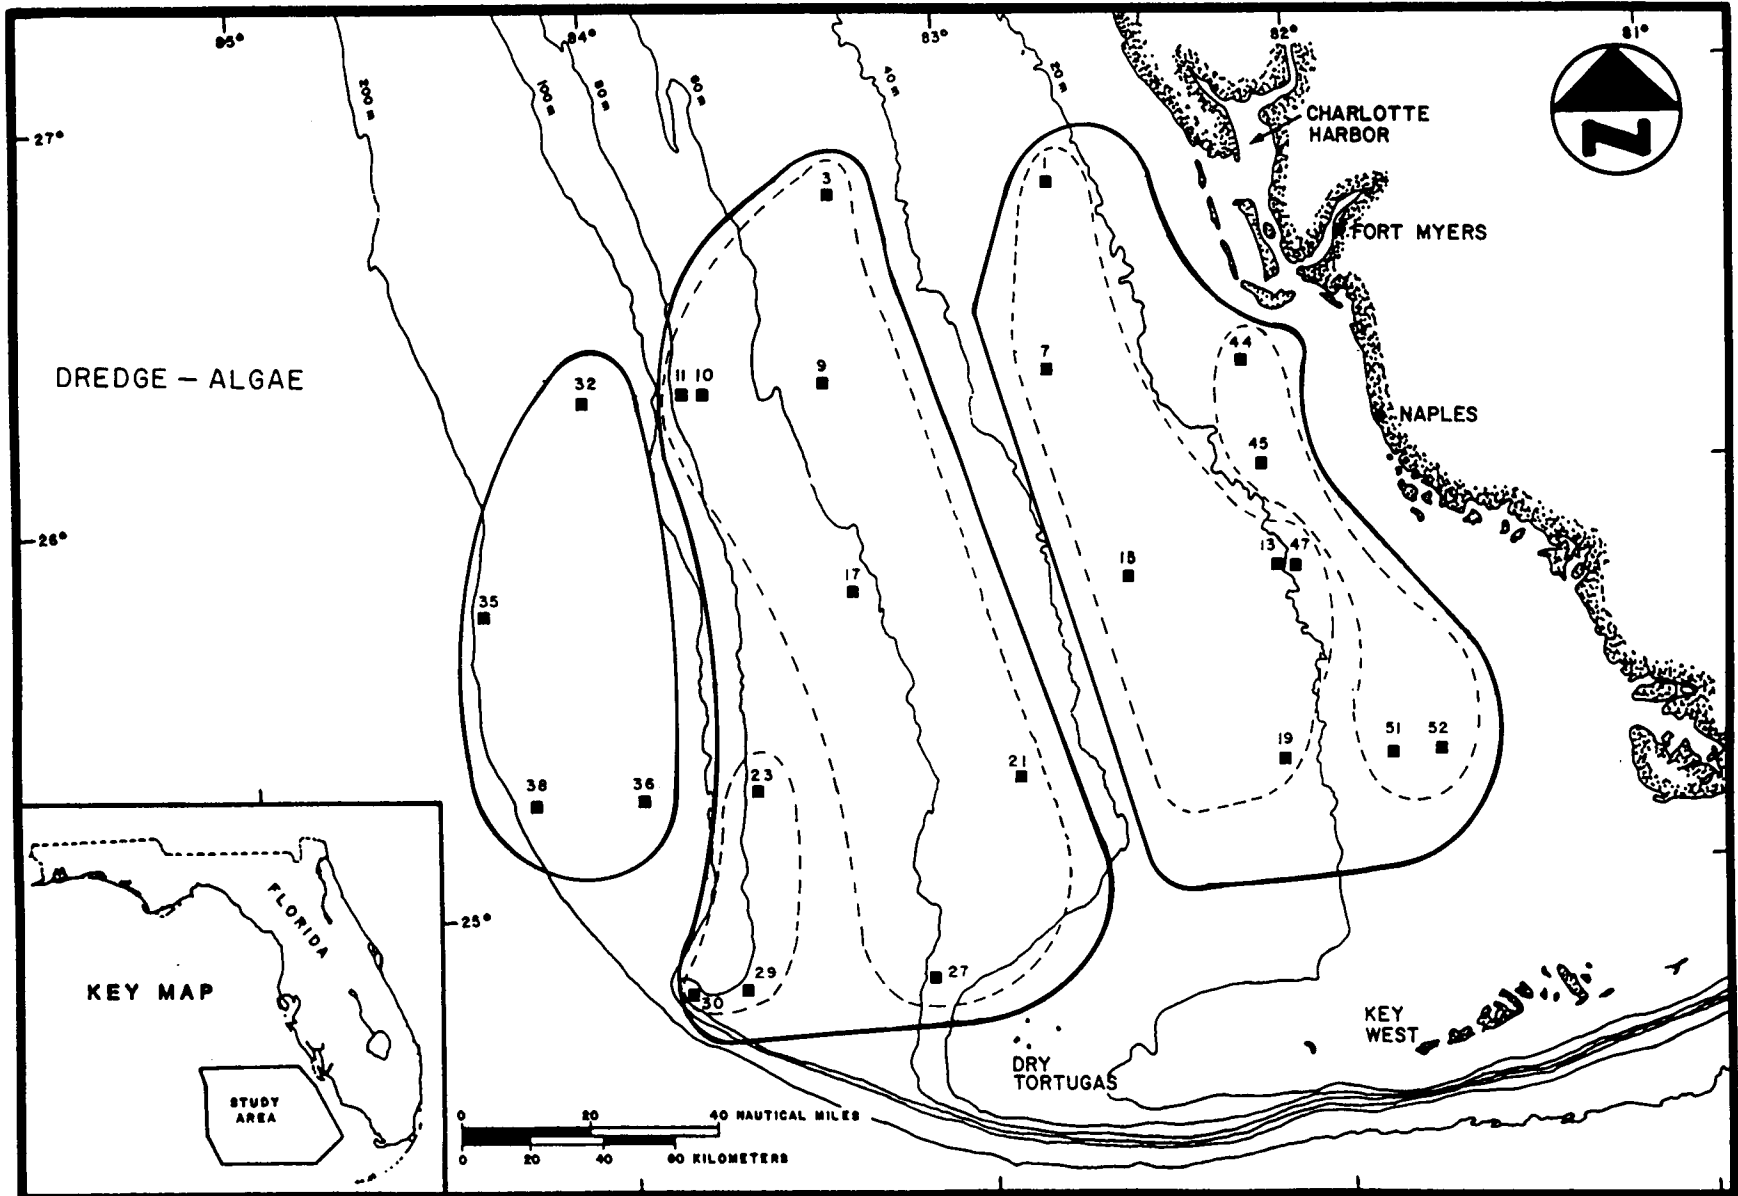 85°
84°
83°
82°
81°
200 m
100 m
80 m
60 m
40 m
20 m
27°
CHARLOTTE
HARBOR
N
3
1
FORT MYERS
DREDGE – ALGAE
32
11
10
9
7
44
NAPLES
45
26°
18
13
47
35
17
19
51
52
38
36
23
21
25°
29
30
27
FLORIDA
KEY MAP
STUDY
AREA
KEY
WEST
DRY
TORTUGAS
0 20 40 NAUTICAL MILES
0 20 40 60 KILOMETERS